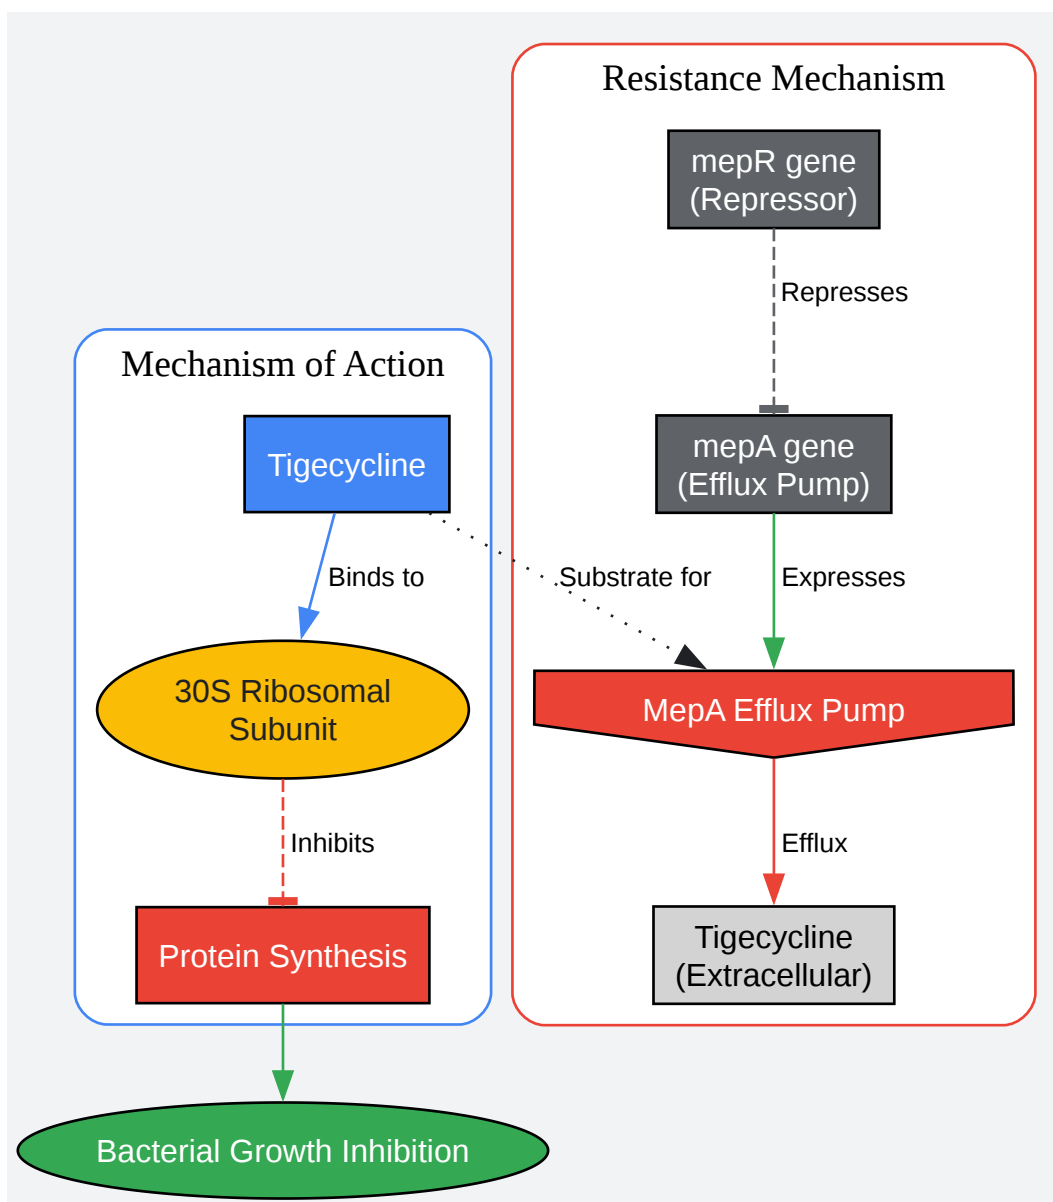 Resistance Mechanism
mepR gene
(Repressor)
Represses
Mechanism of Action
mepA gene
(Efflux Pump)
Tigecycline
Binds to
Substrate for
Expresses
30S Ribosomal
Subunit
MepA Efflux Pump
Inhibits
Efflux
Protein Synthesis
Tigecycline
(Extracellular)
Bacterial Growth Inhibition